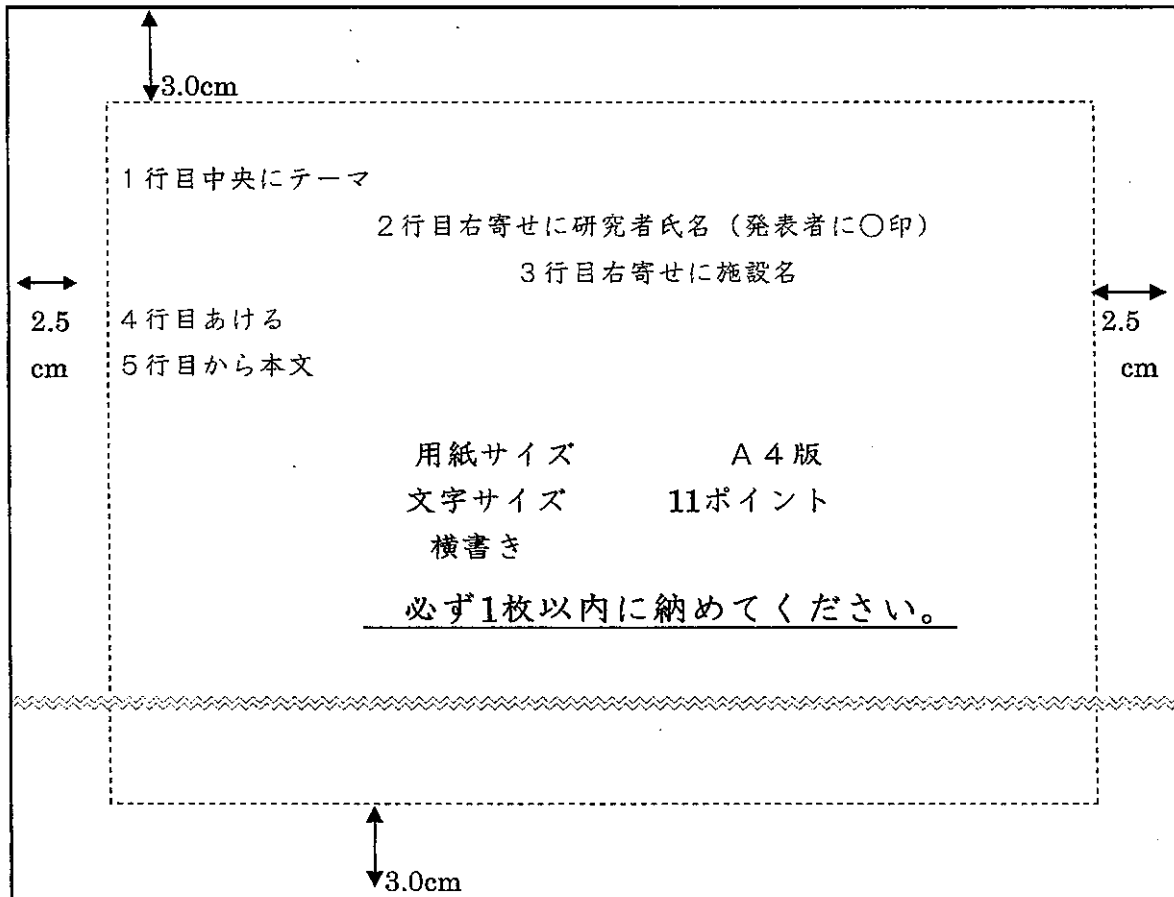 3.0cm
1行目中央にテーマ
2行目右寄せに研究者氏名（発表者に○印）
3行目右寄せに施設名
2.5
cm
4行目あける
5行目から本文
2.5
cm
用紙サイズ A4版
文字サイズ 11ポイント
横書き
必ず1枚以内に納めてください。
3.0cm